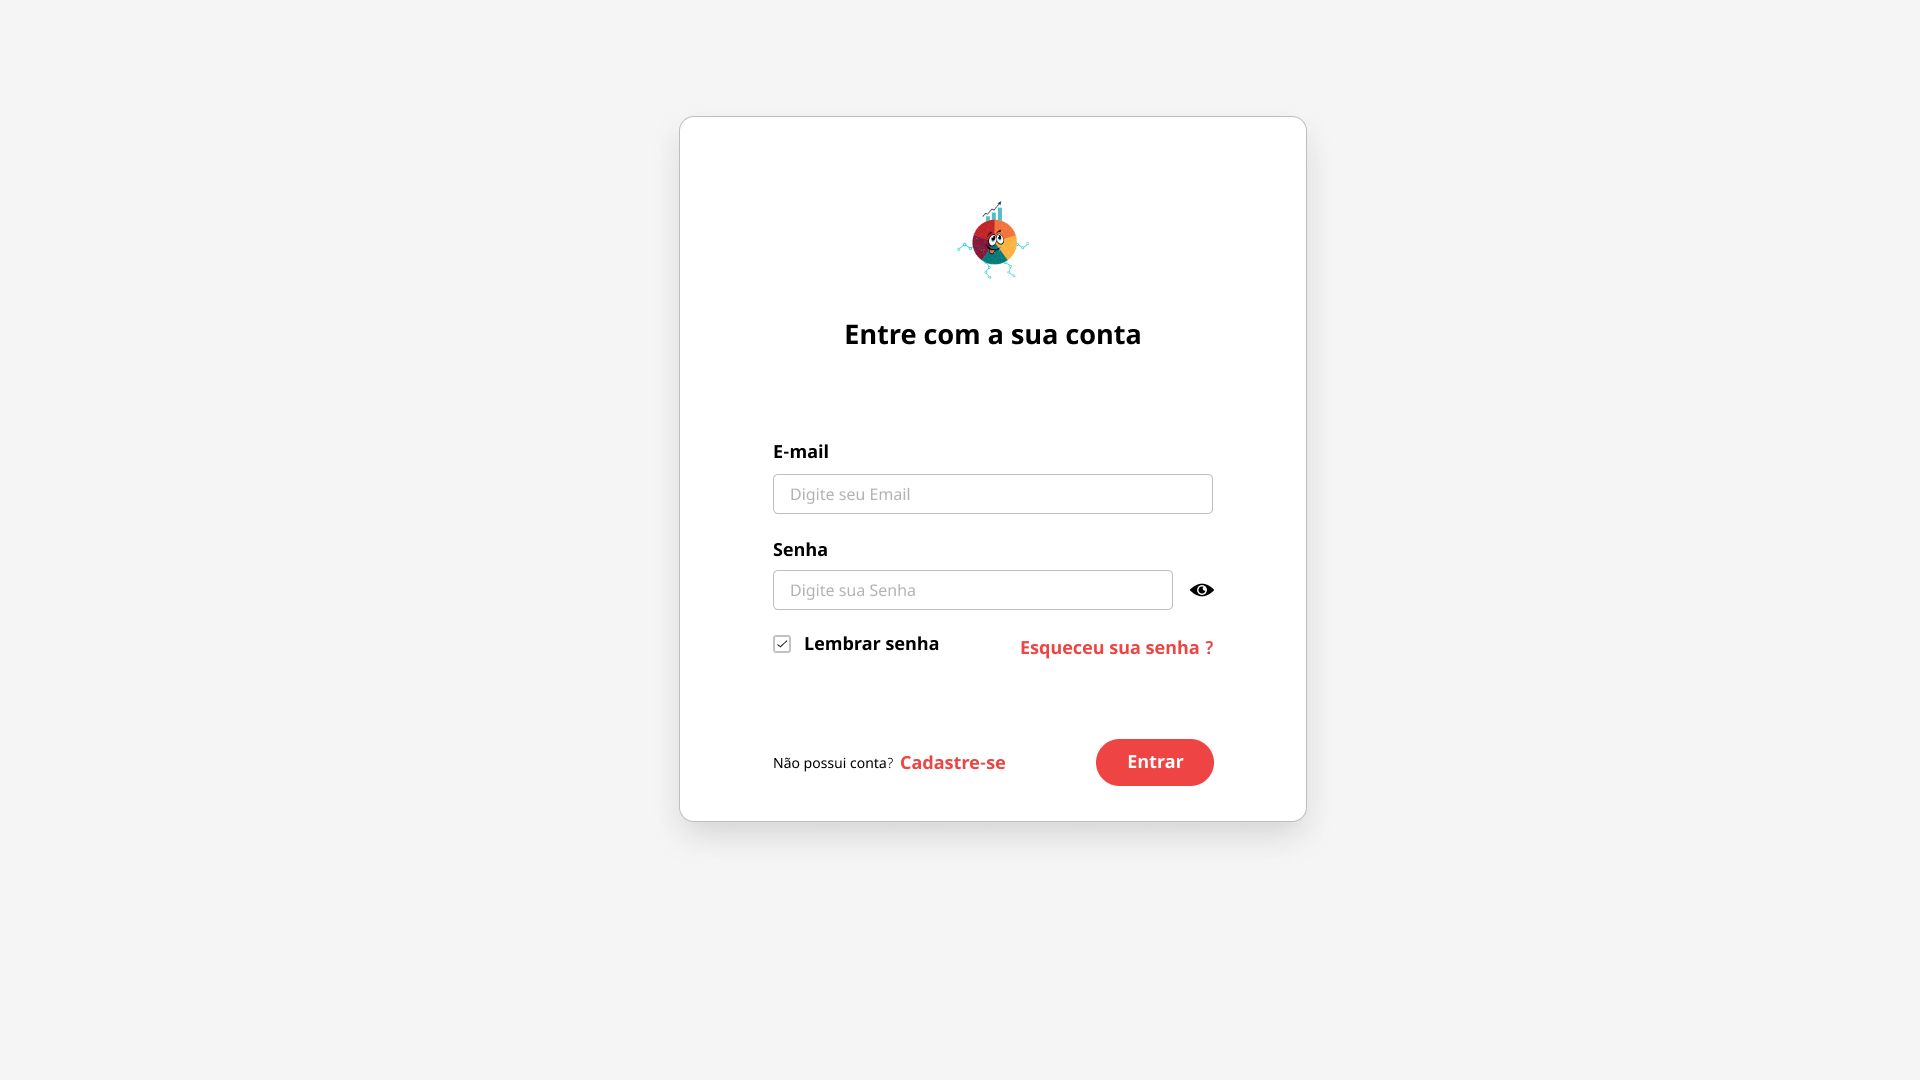 Entre com a sua conta
E-mail
Digite seu Email
Senha
Digite sua Senha
Lembrar senha
Esqueceu sua senha ?
Não possui conta? Cadastre-se
Entrar